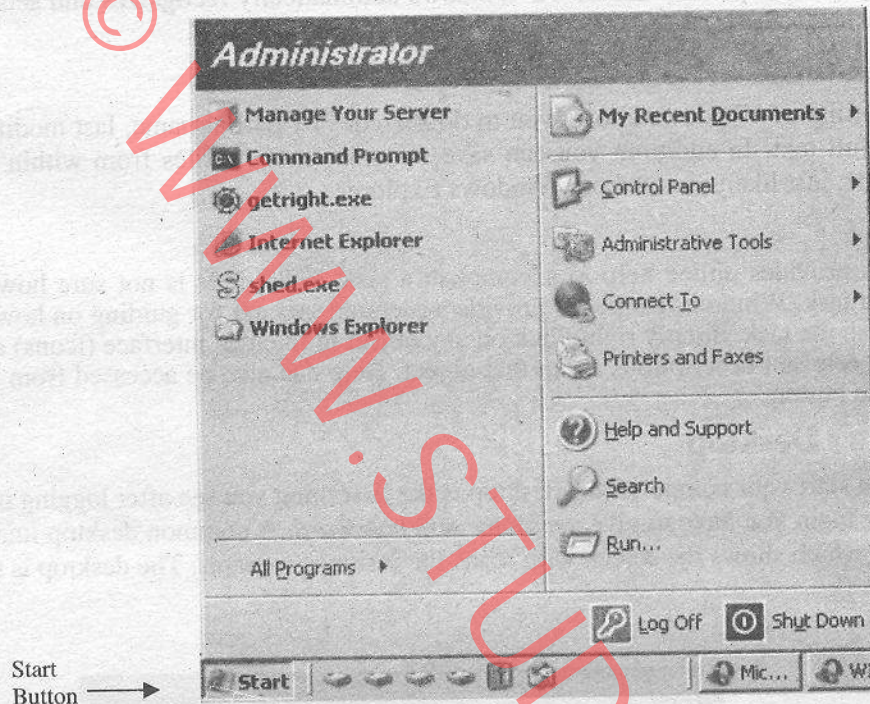 Administrator
Manage Your Server
Command Prompt
getright.exe
Internet Explorer
shed.exe
Windows Explorer
All Programs
My Recent Documents
Control Panel
Administrative Tools
Connect To
Printers and Faxes
Help and Support
Search
Run...
Log Off
Shut Down
Start
Mic...
Start
Button
© WWW.STU